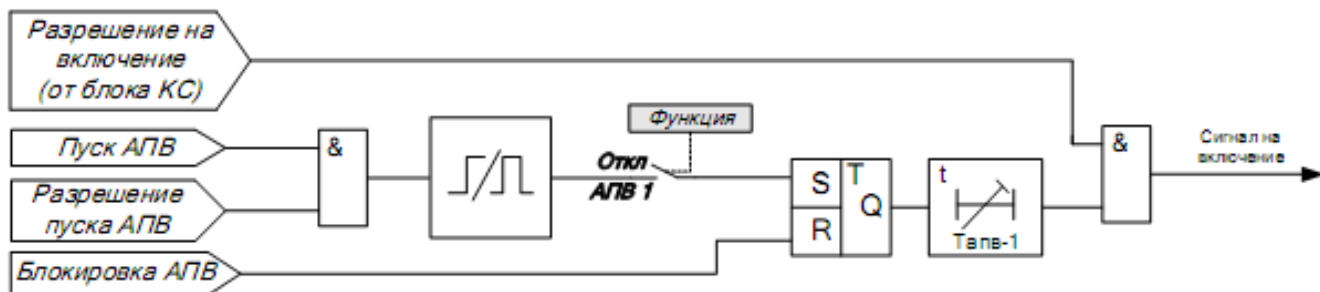 Разрешение на
включение
(от блока КС)
Пуск АПВ
Разрешение
пуска АПВ
Блокировка АПВ
&
Функция
Откл
АПВ 1
S
T
R
Q
t
Tапв-1
&
Сигнал на
включение